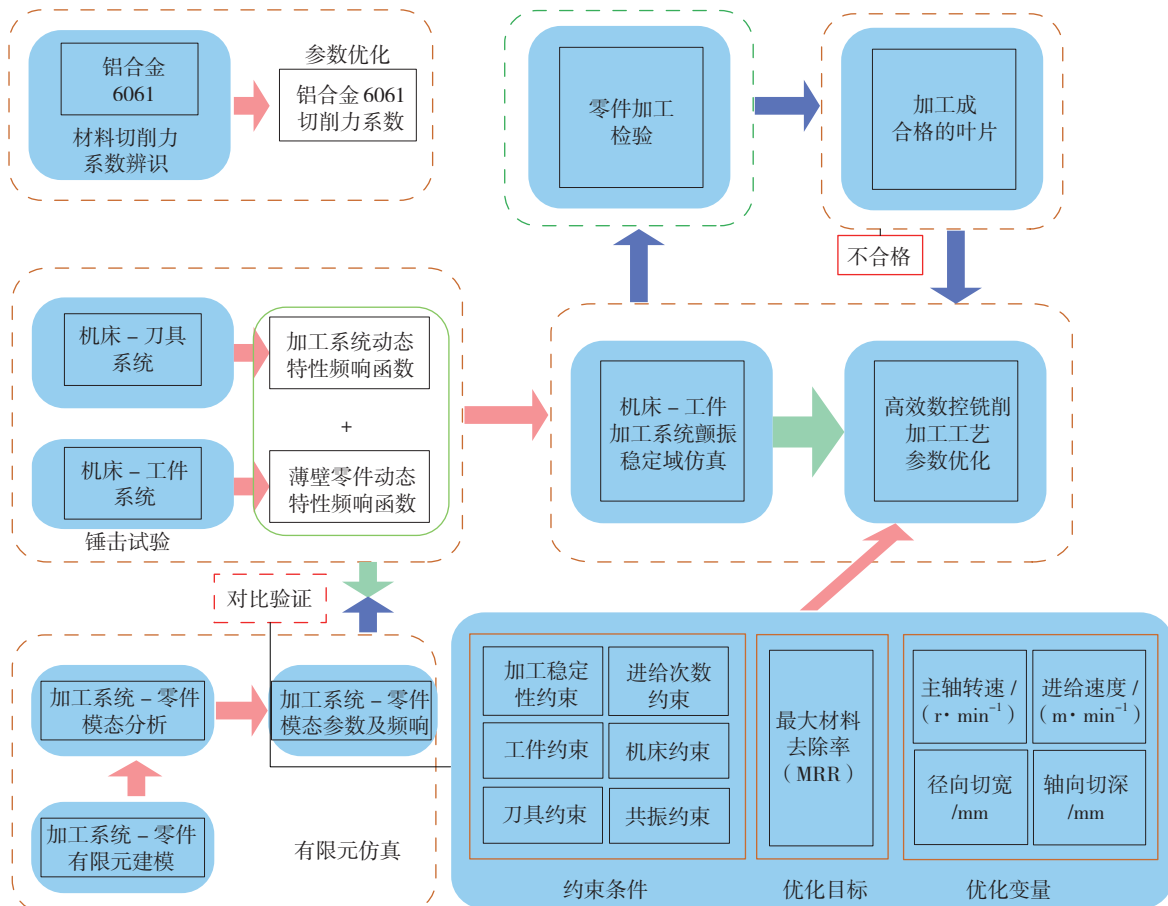 铝合金
6061
材料切削力
系数辨识
参数优化
铝合金 6061
切削力系数
零件加工
检验
加工成
合格的叶片
不合格
机床 – 刀具
系统
加工系统动态
特性频响函数
+
机床 – 工件
系统
薄壁零件动态
特性频响函数
锤击试验
机床 – 工件
加工系统颤振
稳定域仿真
高效数控铣削
加工工艺
参数优化
对比验证
加工系统 – 零件
模态分析
加工系统 – 零件
模态参数及频响
加工系统 – 零件
有限元建模
有限元仿真
加工稳定
性约束
进给次数
约束
工件约束
机床约束
刀具约束
共振约束
约束条件
最大材料
去除率
（MRR）
优化目标
主轴转速 /
（r· min⁻¹）
进给速度 /
（m· min⁻¹）
径向切宽
/mm
轴向切深
/mm
优化变量